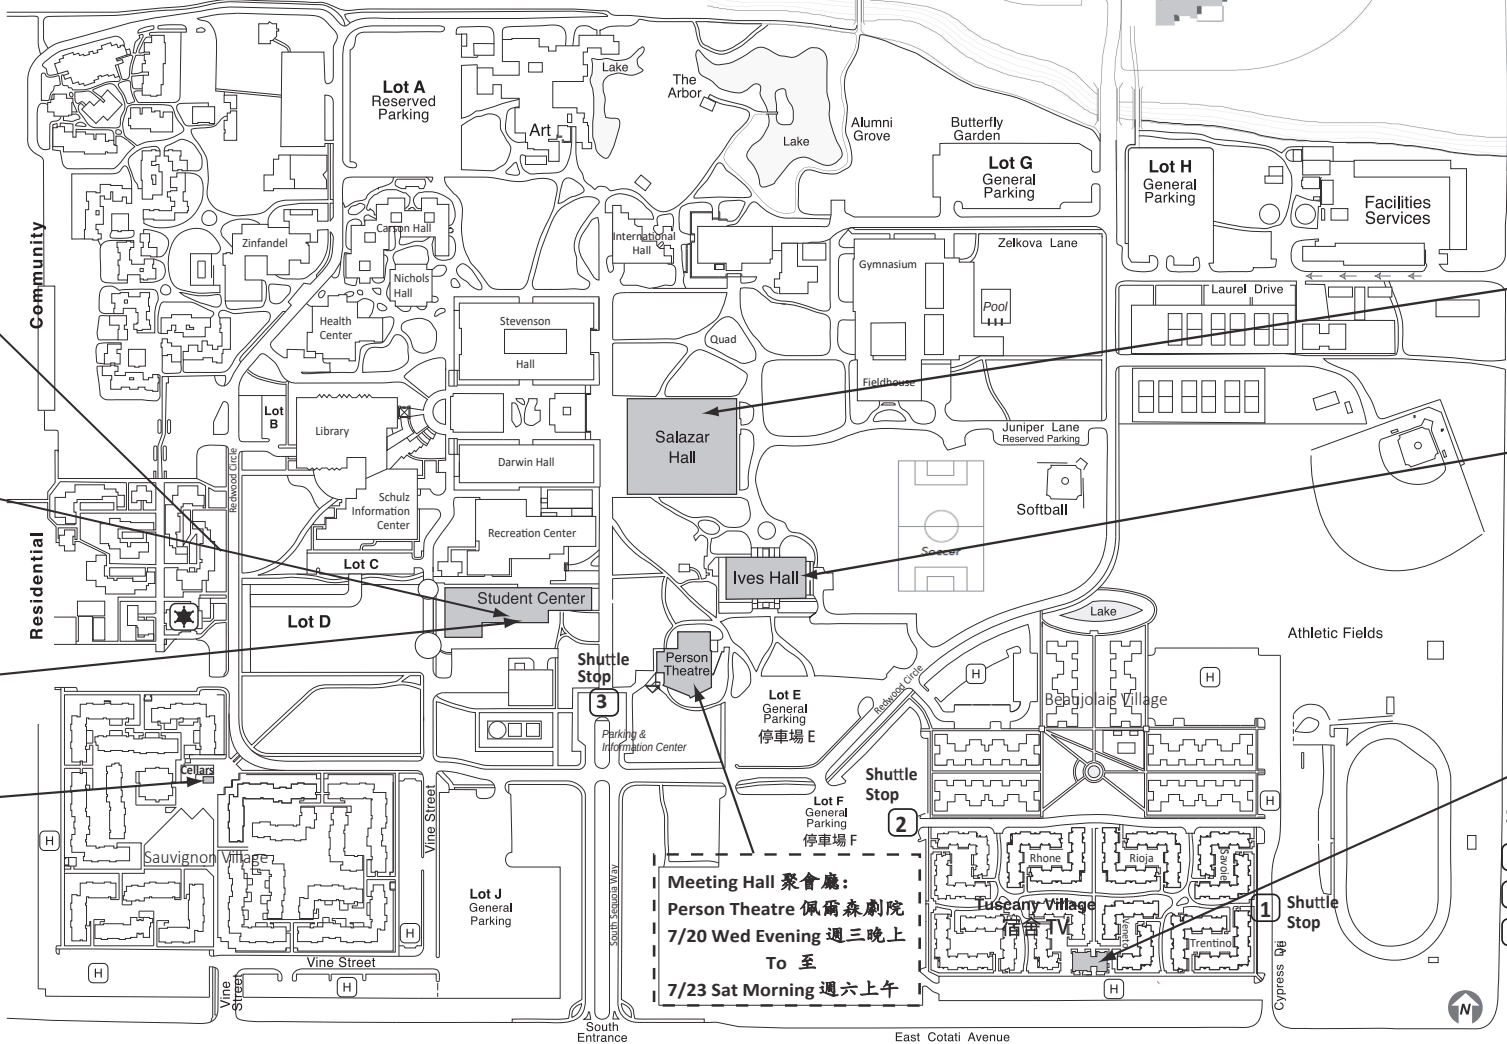 Lot A
Reserved
Parking
Lake
The
Arbor
Art
Lake
Alumni
Grove
Butterfly
Garden
Lot G
General
Parking
Lot H
General
Parking
Facilities
Services
Community
Zinfandel
Carson Hall
Nichols
Hall
International
Hall
Gymnasium
Zelkova Lane
Pool
Laurel Drive
Health
Center
Stevenson
Hall
Quad
Fieldhouse
Lot
B
Library
Salazar
Hall
Juniper Lane
Reserved Parking
Darwin Hall
Redwood Circle
Schulz
Information
Center
Recreation Center
Softball
Soccer
Residential
Lot C
Ives Hall
Student Center
Lot D
Lake
Athletic Fields
Person
Theatre
Shuttle
Stop
3
Parking &
Information Center
Lot E
General
Parking
停車場 E
Redwood Circle
H
H
Beaujolais Village
Cellars
Vine Street
Shuttle
Stop
2
Lot F
General
Parking
停車場 F
H
H
Sauvignon Village
Rhone
Rioja
Savoie
Meeting Hall 聚會廳:
Person Theatre 佩爾森劇院
7/20 Wed Evening 週三晚上
To 至
7/23 Sat Morning 週六上午
Lot J
General
Parking
South Sequoia Way
Tuscany Village
宿舍 TV
Veneto
Trentino
1
Shuttle
Stop
H
H
Vine Street
H
Vine
Street
H
Cypress Dr
N
South
Entrance
East Cotati Avenue